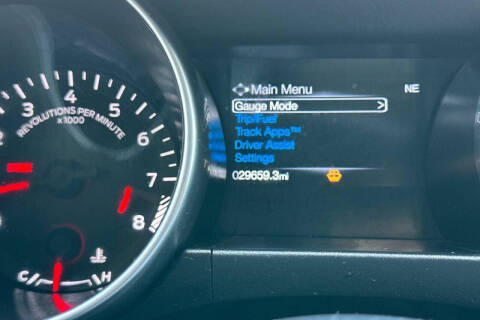 Main Menu NE
Gauge Mode
Trip/Fuel
Track Apps™
Driver Assist
Settings
029659.3mi
2 3 4 5 6 7 8
REVOLUTIONS PER MINUTE
x1000
C H